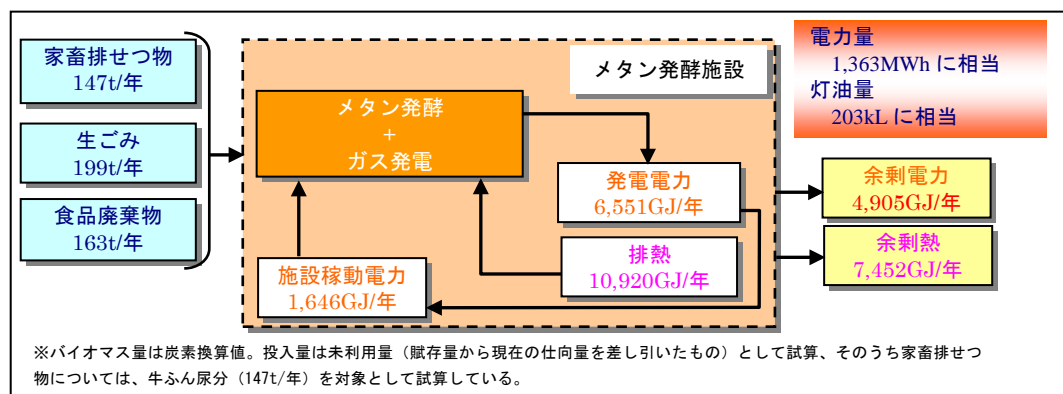 家畜排せつ物
147t/年
生ごみ
199t/年
食品廃棄物
163t/年
メタン発酵施設
メタン発酵
+
ガス発電
発電電力
6,551GJ/年
排熱
10,920GJ/年
施設稼動電力
1,646GJ/年
電力量
1,363MWh に相当
灯油量
203kL に相当
余剰電力
4,905GJ/年
余剰熱
7,452GJ/年
※バイオマス量は炭素換算値。投入量は未利用量（賦存量から現在の仕向量を差し引いたもの）として試算、そのうち家畜排せつ
物については、牛ふん尿分（147t/年）を対象として試算している。